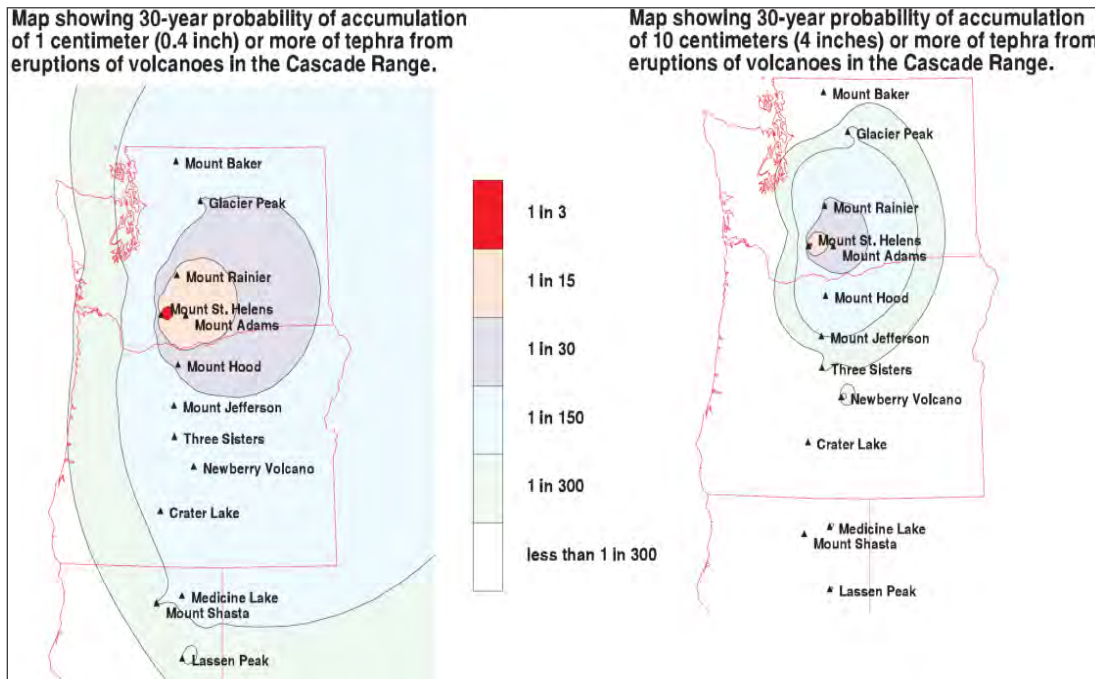 Map showing 30-year probability of accumulation
of 1 centimeter (0.4 inch) or more of tephra from
eruptions of volcanoes in the Cascade Range.
Mount Baker
Glacier Peak
Mount Rainier
Mount St. Helens
Mount Adams
Mount Hood
Mount Jefferson
Three Sisters
Newberry Volcano
Crater Lake
Medicine Lake
Mount Shasta
Lassen Peak
1 in 3
1 in 15
1 in 30
1 in 150
1 in 300
less than 1 in 300
Map showing 30-year probability of accumulation
of 10 centimeters (4 inches) or more of tephra from
eruptions of volcanoes in the Cascade Range.
Mount Baker
Glacier Peak
Mount Rainier
Mount St. Helens
Mount Adams
Mount Hood
Mount Jefferson
Three Sisters
Newberry Volcano
Crater Lake
Medicine Lake
Mount Shasta
Lassen Peak